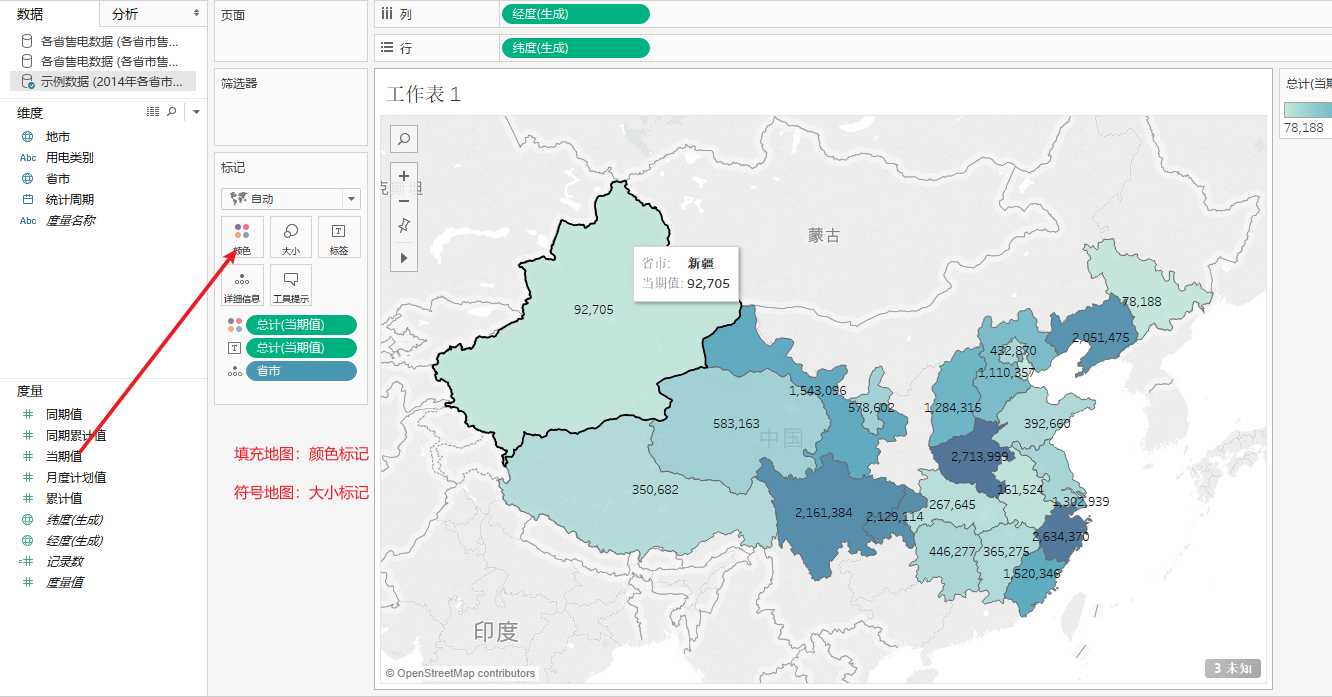 数据
分析
各省售电数据 (各省市售...
各省售电数据 (各省市售...
示例数据 (2014年各省市...
维度
地市
Abc 用电类别
省市
统计周期
Abc 度量名称
度量
同期值
同期累计值
当期值
月度计划值
累计值
纬度(生成)
经度(生成)
记录数
度量值
页面
筛选器
标记
自动
颜色
大小
标签
详细信息
工具提示
总计(当期值)
总计(当期值)
省市
填充地图：颜色标记
符号地图：大小标记
列
经度(生成)
行
纬度(生成)
工作表 1
蒙古
省市: 新疆
当期值: 92,705
92,705
78,188
2,051,475
432,870
1,110,357
1,543,096
578,602
1,284,315
392,660
583,163
中国
2,713,999
350,682
161,524
1,302,939
267,645
2,161,384
2,129,114
2,634,370
446,277
365,275
1,520,346
印度
© OpenStreetMap contributors
3 未知
总计(当期
78,188